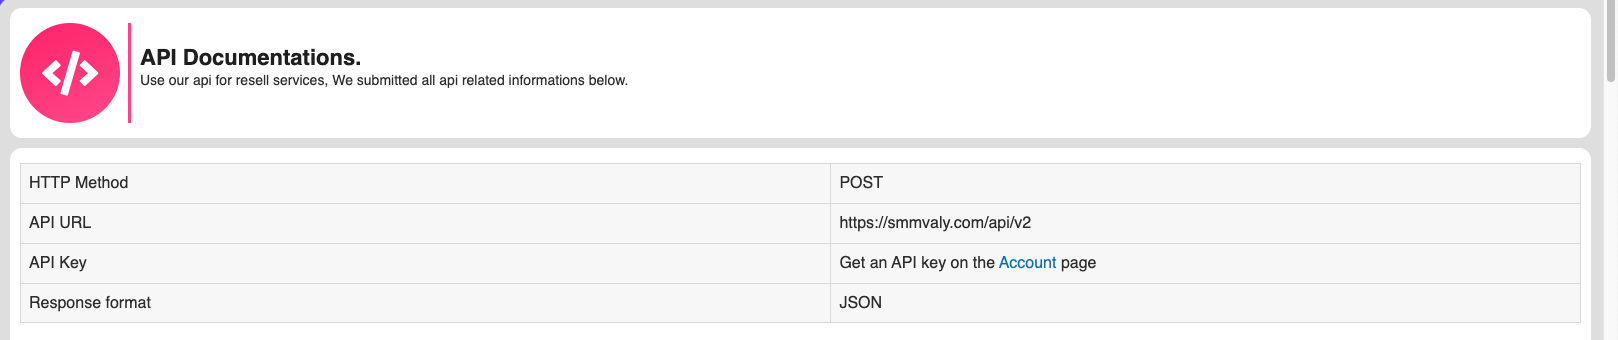 API Documentations.
Use our api for resell services, We submitted all api related informations below.
HTTP Method POST
API URL https://smmvaly.com/api/v2
API Key Get an API key on the Account page
Response format JSON